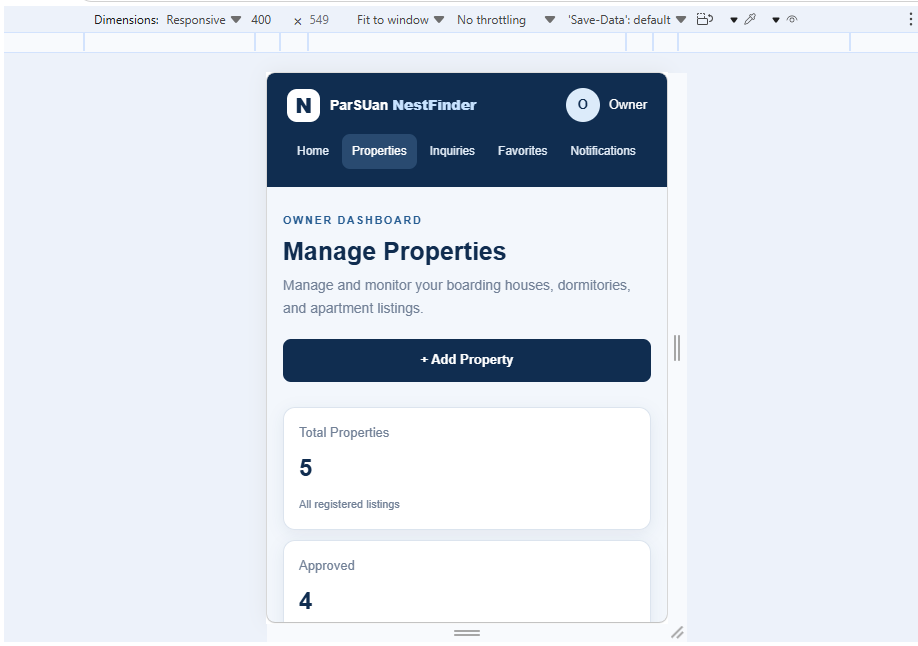 Dimensions: Responsive 400 × 549 Fit to window No throttling 'Save-Data': default
N ParSUan NestFinder O Owner
Home Properties Inquiries Favorites Notifications
OWNER DASHBOARD
Manage Properties
Manage and monitor your boarding houses, dormitories,
and apartment listings.
+ Add Property
Total Properties
5
All registered listings
Approved
4